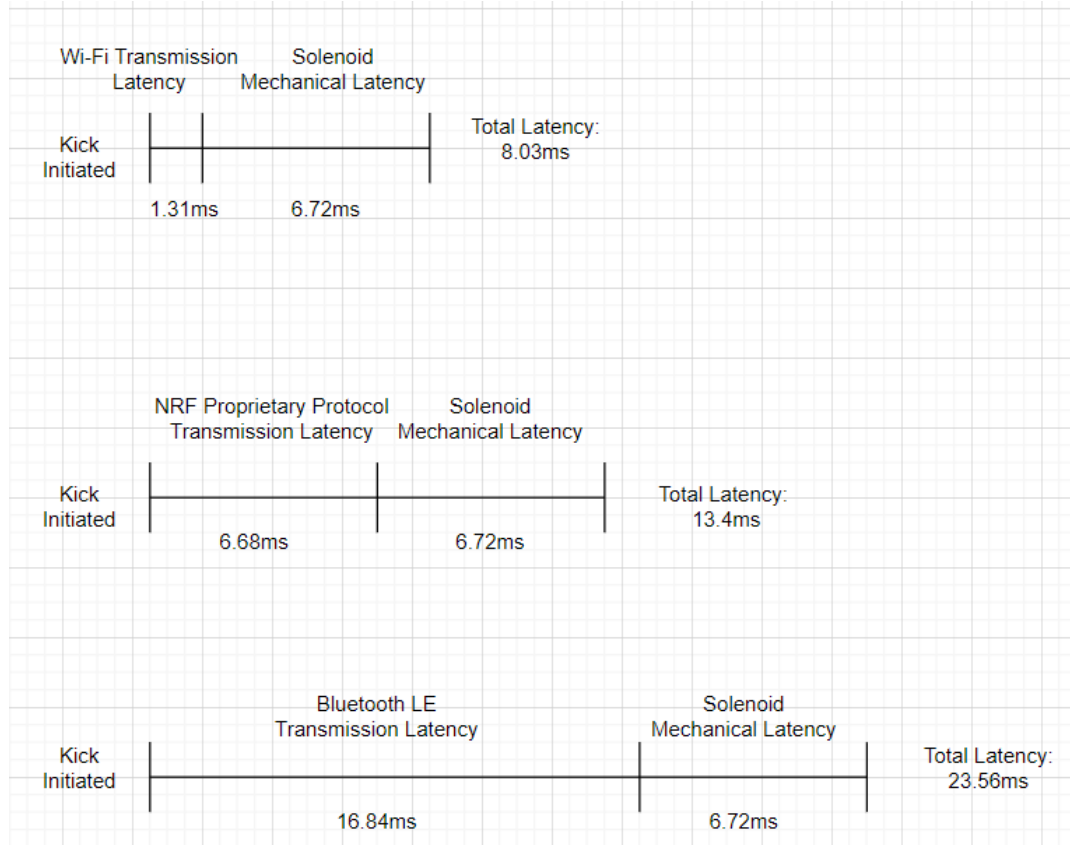 Wi-Fi Transmission
Latency
Solenoid
Mechanical Latency
Kick
Initiated
Total Latency:
8.03ms
1.31ms
6.72ms
NRF Proprietary Protocol
Transmission Latency
Solenoid
Mechanical Latency
Kick
Initiated
Total Latency:
13.4ms
6.68ms
6.72ms
Bluetooth LE
Transmission Latency
Solenoid
Mechanical Latency
Kick
Initiated
Total Latency:
23.56ms
16.84ms
6.72ms